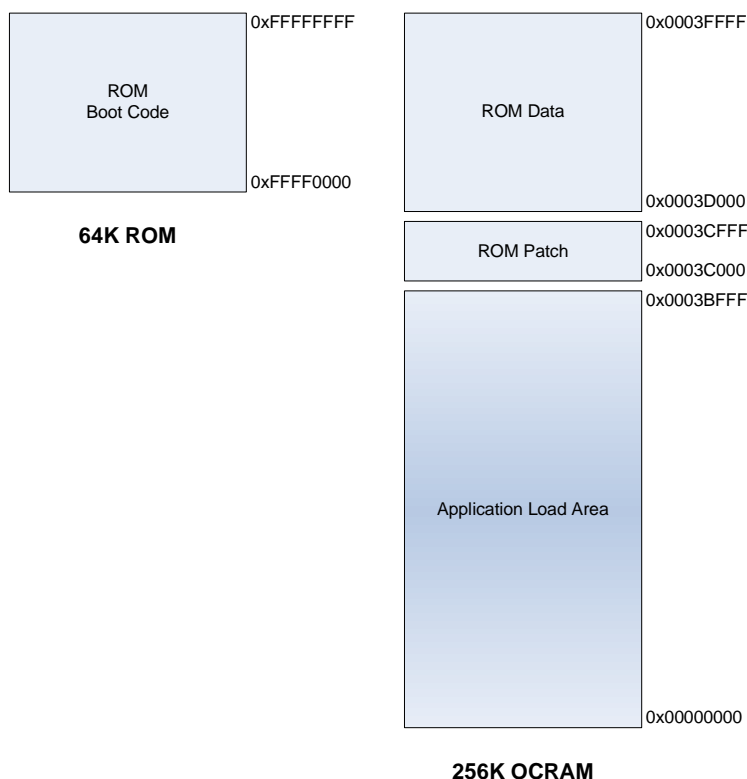 0xFFFFFFFF
ROM
Boot Code
0xFFFF0000
64K ROM
0x0003FFFF
ROM Data
0x0003D000
0x0003CFFF
ROM Patch
0x0003C000
0x0003BFFF
Application Load Area
0x00000000
256K OCRAM